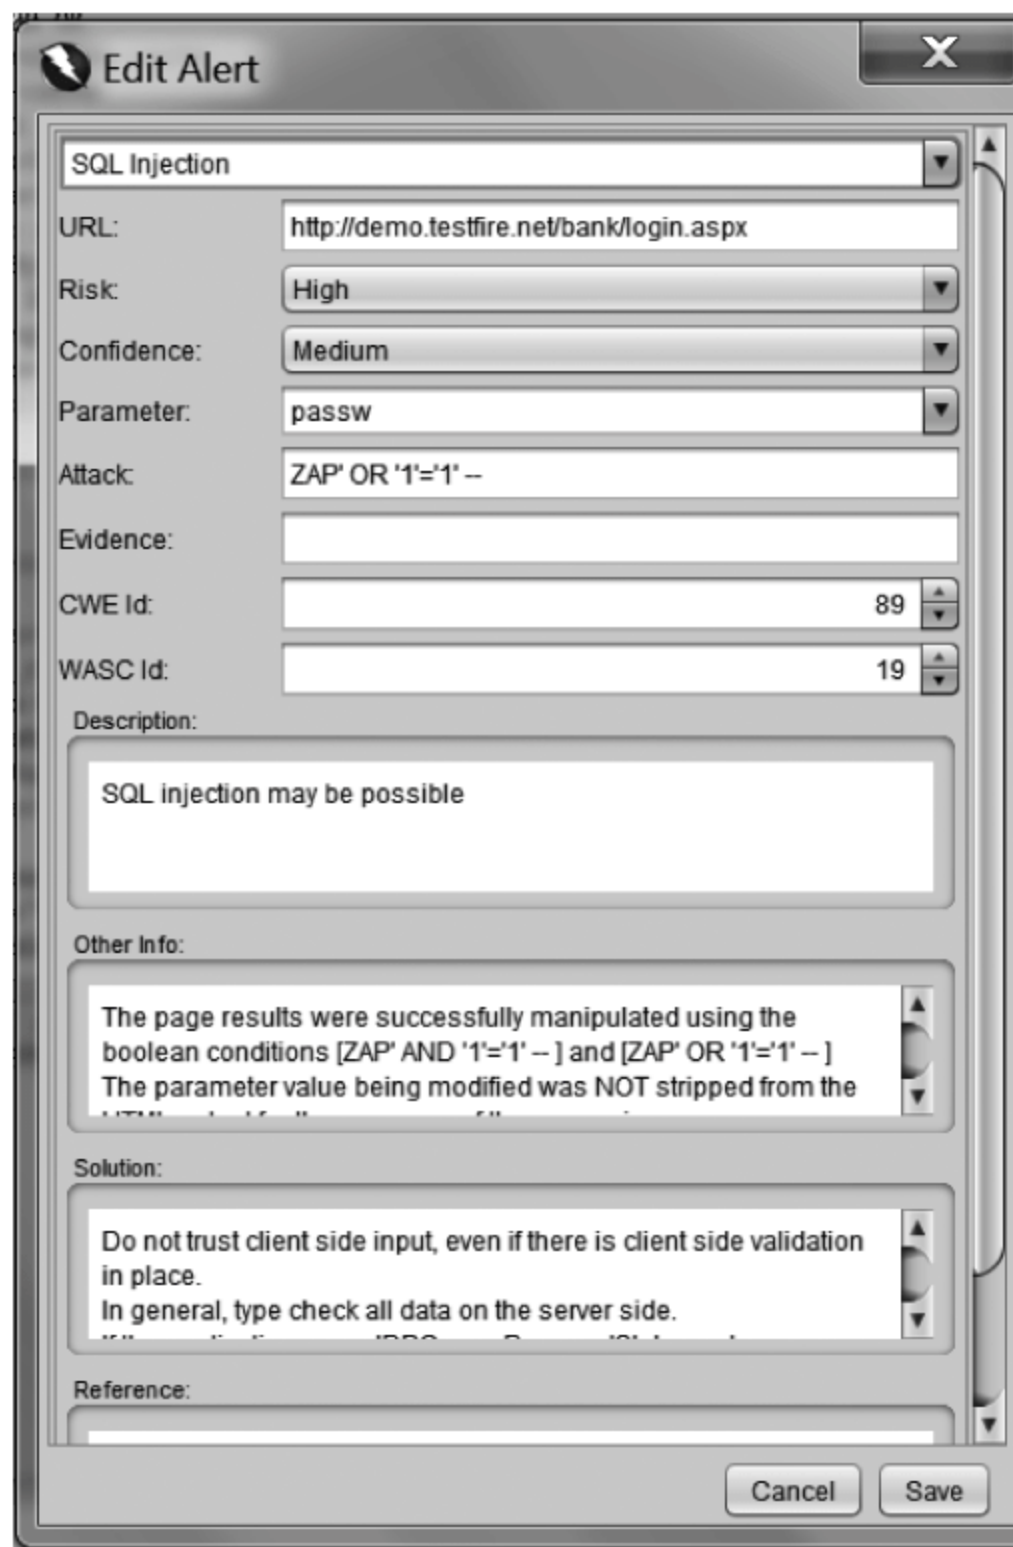 Edit Alert
SQL Injection
URL: http://demo.testfire.net/bank/login.aspx
Risk: High
Confidence: Medium
Parameter: passw
Attack: ZAP' OR '1'='1' --
Evidence:
CWE Id: 89
WASC Id: 19
Description:
SQL injection may be possible
Other Info:
The page results were successfully manipulated using the
boolean conditions [ZAP' AND '1'='1' -- ] and [ZAP' OR '1'='1' -- ]
The parameter value being modified was NOT stripped from the
Solution:
Do not trust client side input, even if there is client side validation
in place.
In general, type check all data on the server side.
Reference:
Cancel Save